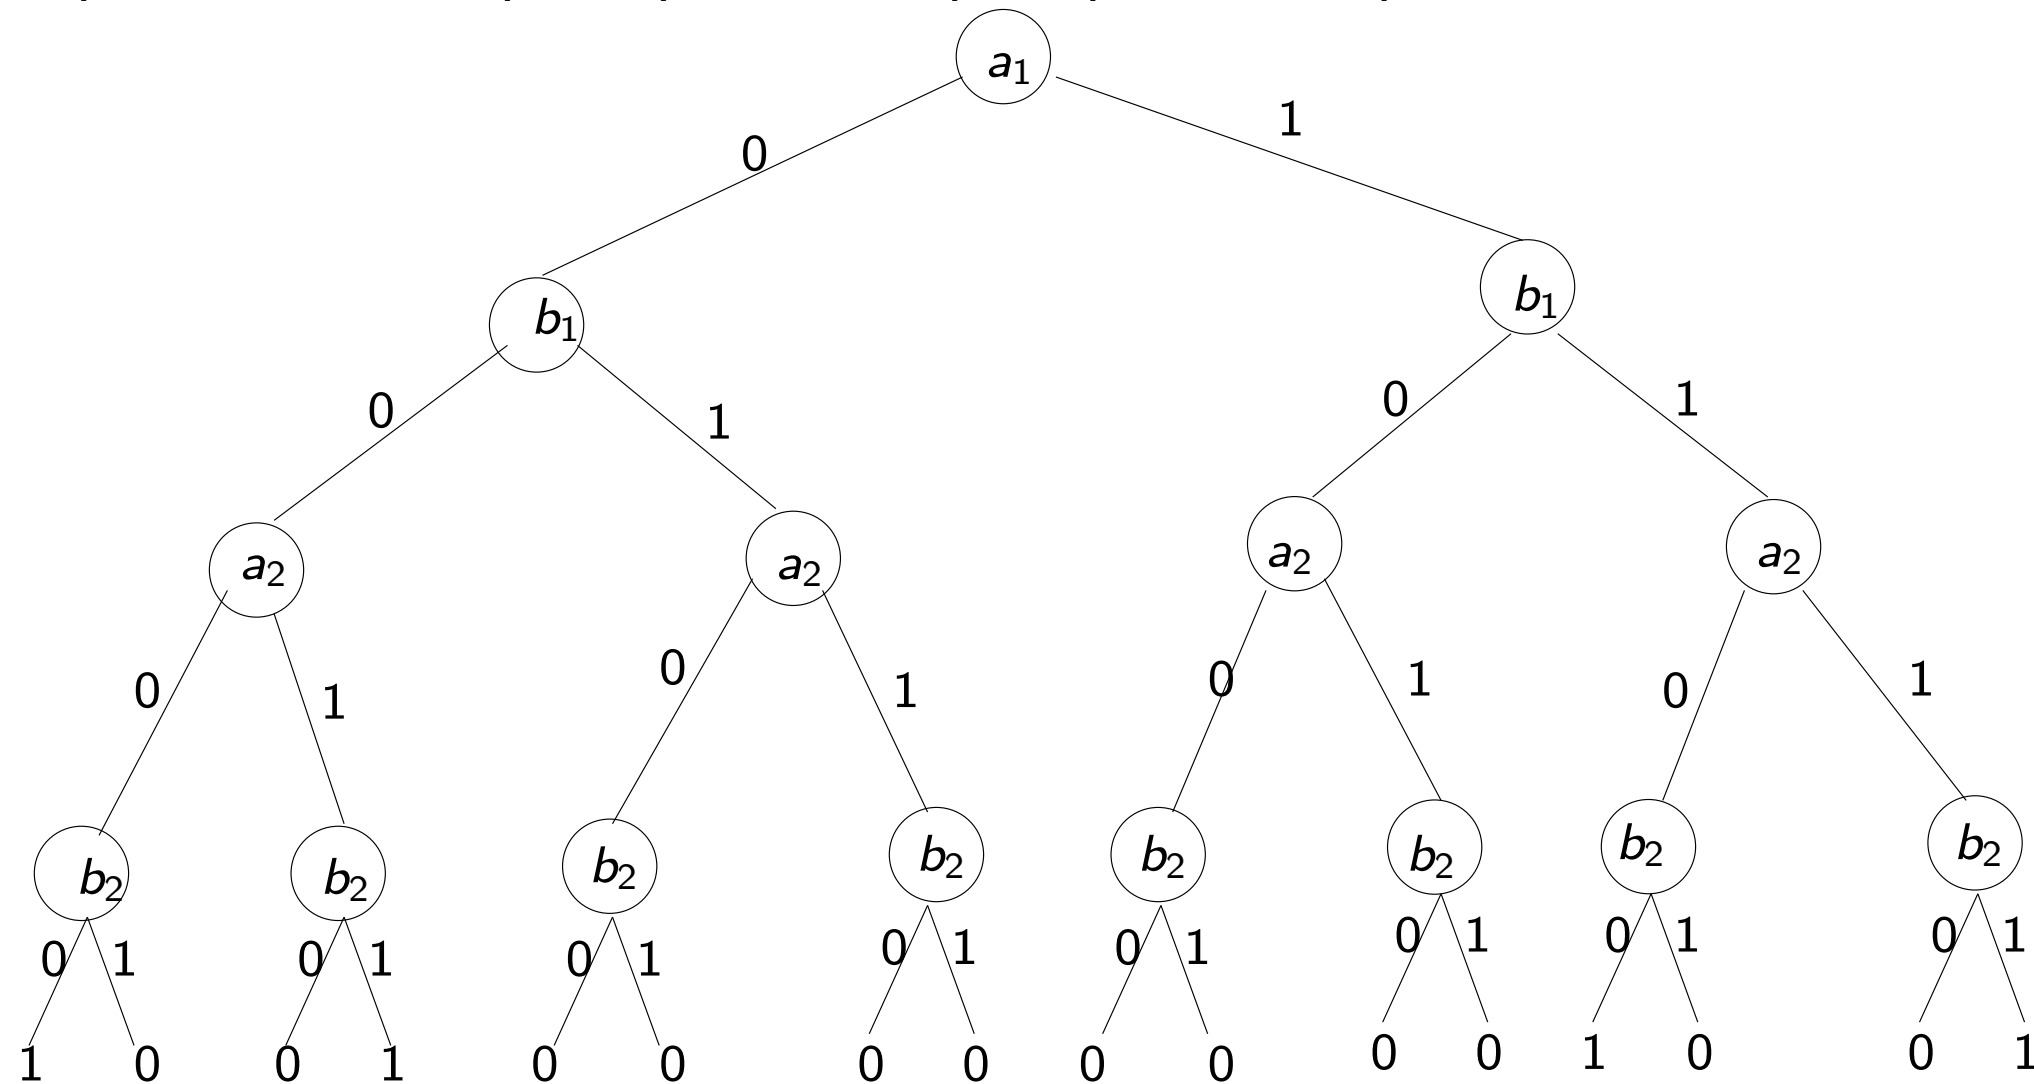 a₁
0 1
b₁ b₁
0 1 0 1
a₂ a₂ a₂ a₂
0 1 0 1 0 1 0 1
b₂ b₂ b₂ b₂ b₂ b₂ b₂ b₂
0 1 0 1 0 1 0 1 0 1 0 1 0 1 0 1
1 0 0 1 0 0 0 0 0 0 0 0 1 0 0 1